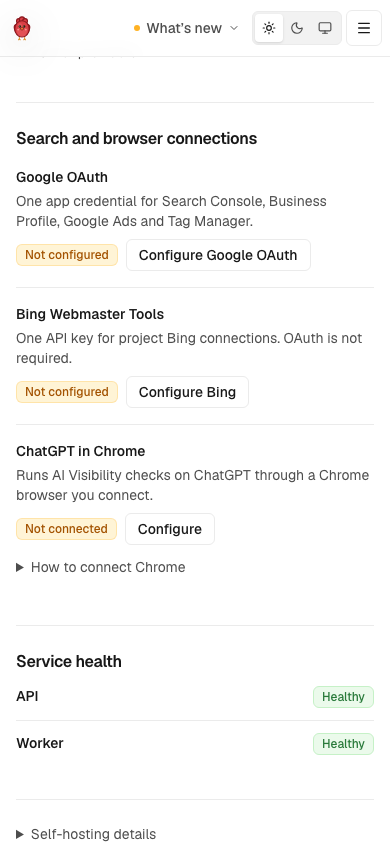 What's new
Search and browser connections
Google OAuth
One app credential for Search Console, Business
Profile, Google Ads and Tag Manager.
Not configured
Configure Google OAuth
Bing Webmaster Tools
One API key for project Bing connections. OAuth is not
required.
Not configured
Configure Bing
ChatGPT in Chrome
Runs AI Visibility checks on ChatGPT through a Chrome
browser you connect.
Not connected
Configure
How to connect Chrome
Service health
API
Healthy
Worker
Healthy
Self-hosting details